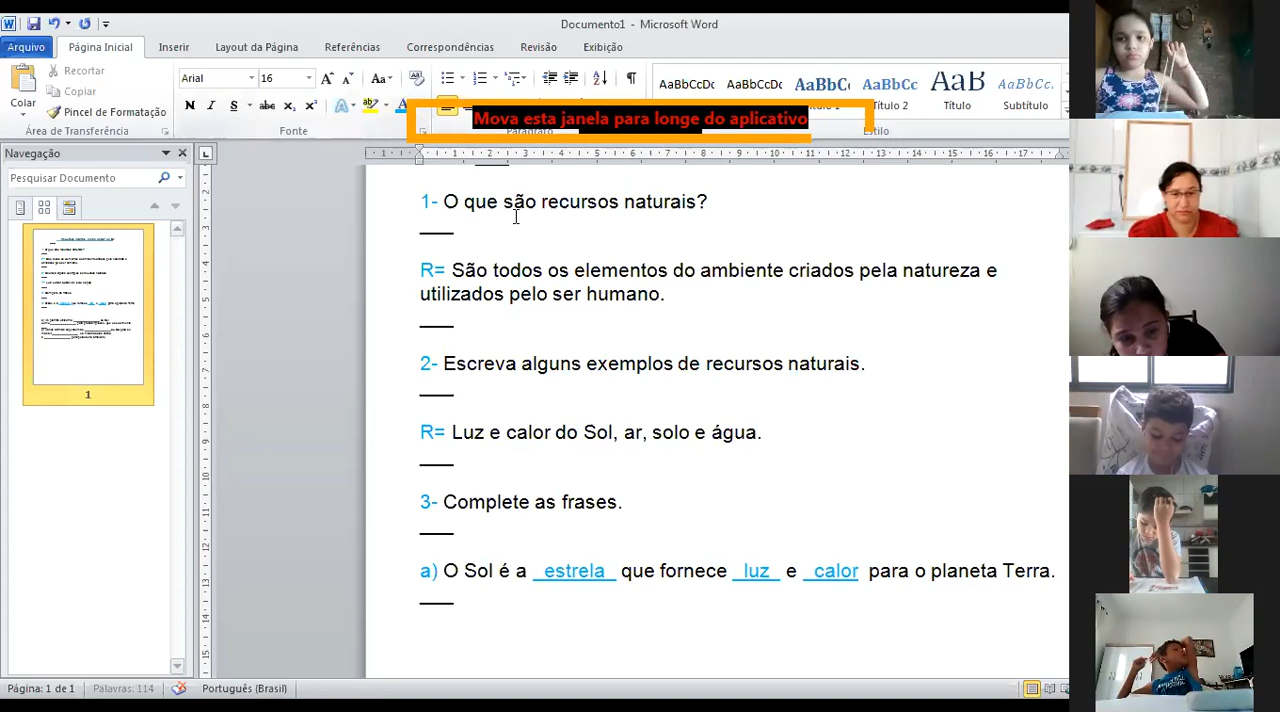 Documento1 - Microsoft Word
Arquivo Página Inicial Inserir Layout da Página Referências Correspondências Revisão Exibição
Colar Recortar
Copiar
Pincel de Formatação
Área de Transferência
Arial 16
Fonte
Mova esta janela para longe do aplicativo
Parágrafo
AaBbCcDc AaBbCcDc AaBbC AaBbCc AaB AaBbCc.
Título 2 Título Subtítulo
Estilo
Navegação
Pesquisar Documento
1
1- O que são recursos naturais?
R= São todos os elementos do ambiente criados pela natureza e
utilizados pelo ser humano.
2- Escreva alguns exemplos de recursos naturais.
R= Luz e calor do Sol, ar, solo e água.
3- Complete as frases.
a) O Sol é a estrela que fornece luz e calor para o planeta Terra.
Página: 1 de 1 Palavras: 114 Português (Brasil)